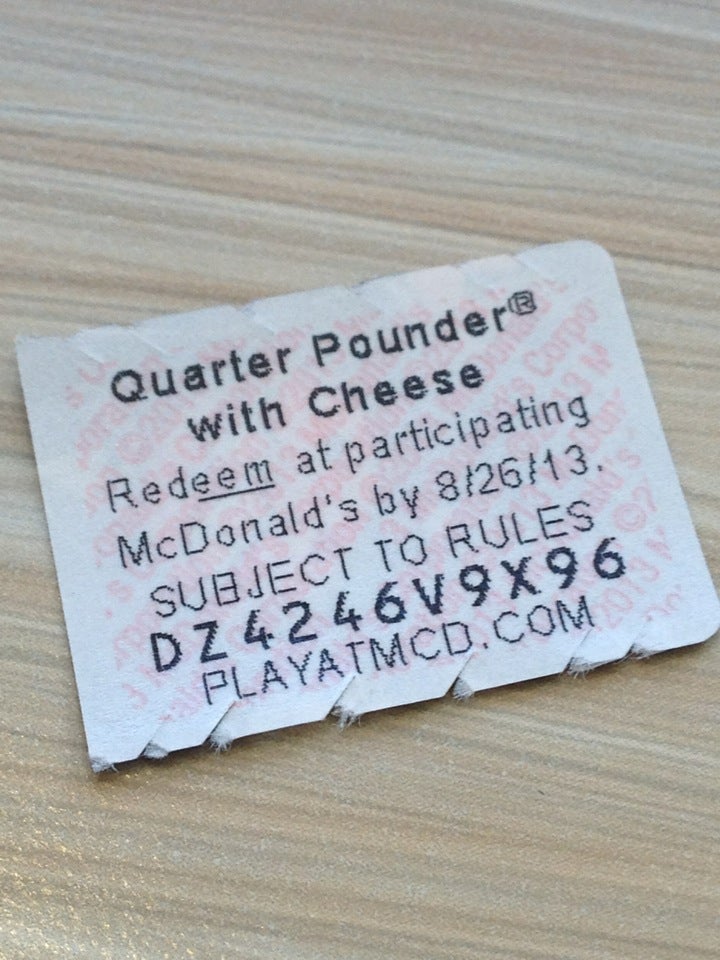 Quarter Pounder®
with Cheese
Redeem at participating
McDonald's by 8/26/13.
SUBJECT TO RULES
DZ4246V9X96
PLAYATMCD.COM